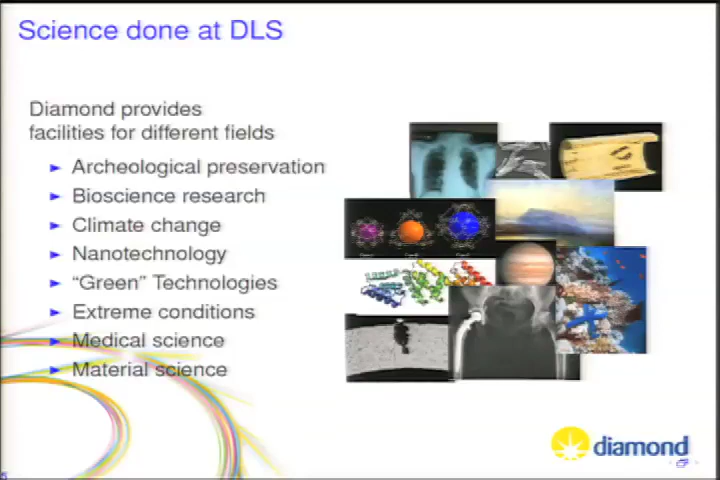 Science done at DLS
Diamond provides
facilities for different fields
Archeological preservation
Bioscience research
Climate change
Nanotechnology
“Green” Technologies
Extreme conditions
Medical science
Material science
diamond
5